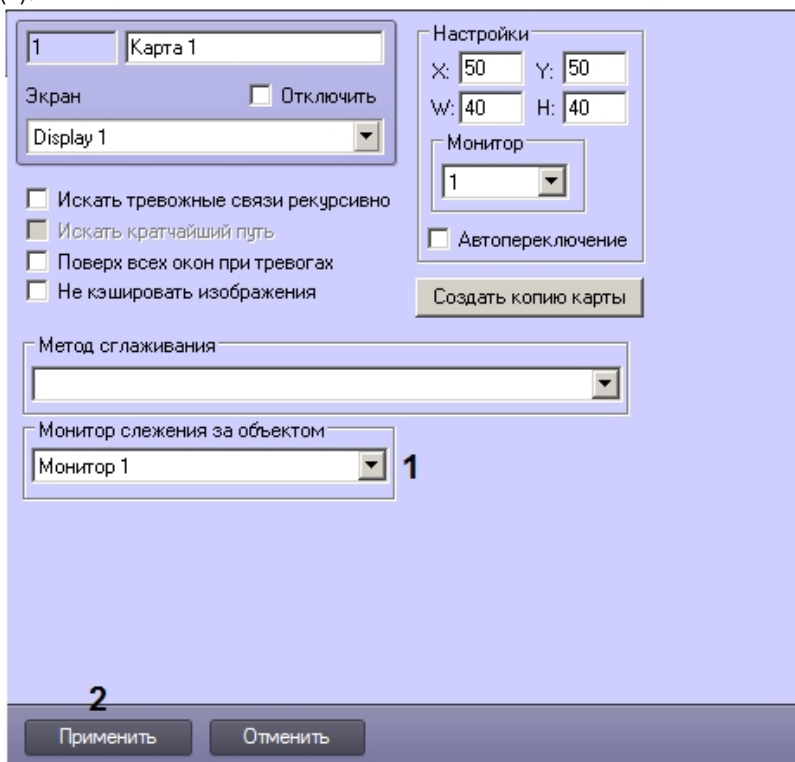 1 Карта 1
Экран Отключить
Display 1
Настройки
X: 50 Y: 50
W: 40 H: 40
Монитор
1
Автопереключение
Искать тревожные связи рекурсивно
Искать кратчайший путь
Поверх всех окон при тревогах
Не кэшировать изображения
Создать копию карты
Метод сглаживания
Монитор слежения за объектом
Монитор 1
1
2
Применить Отменить